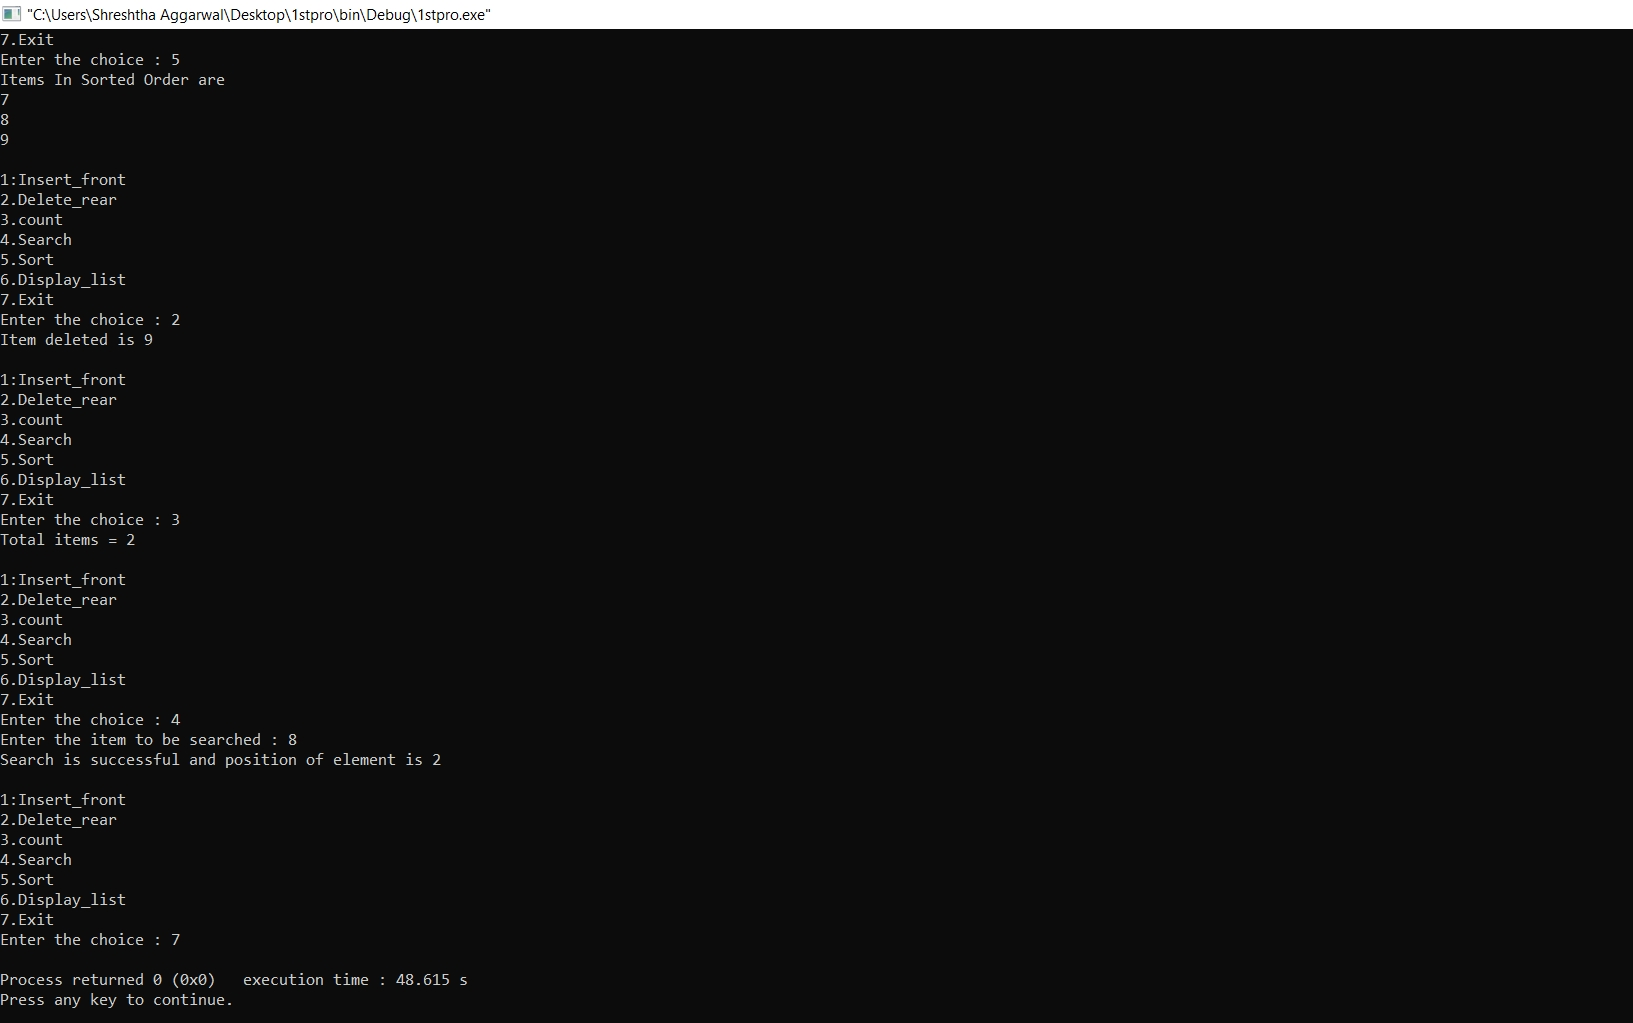 "C:\Users\Shreshtha Aggarwal\Desktop\1stpro\bin\Debug\1stpro.exe"
7.Exit
Enter the choice : 5
Items In Sorted Order are
7
8
9

1:Insert_front
2.Delete_rear
3.count
4.Search
5.Sort
6.Display_list
7.Exit
Enter the choice : 2
Item deleted is 9

1:Insert_front
2.Delete_rear
3.count
4.Search
5.Sort
6.Display_list
7.Exit
Enter the choice : 3
Total items = 2

1:Insert_front
2.Delete_rear
3.count
4.Search
5.Sort
6.Display_list
7.Exit
Enter the choice : 4
Enter the item to be searched : 8
Search is successful and position of element is 2

1:Insert_front
2.Delete_rear
3.count
4.Search
5.Sort
6.Display_list
7.Exit
Enter the choice : 7

Process returned 0 (0x0)   execution time : 48.615 s
Press any key to continue.